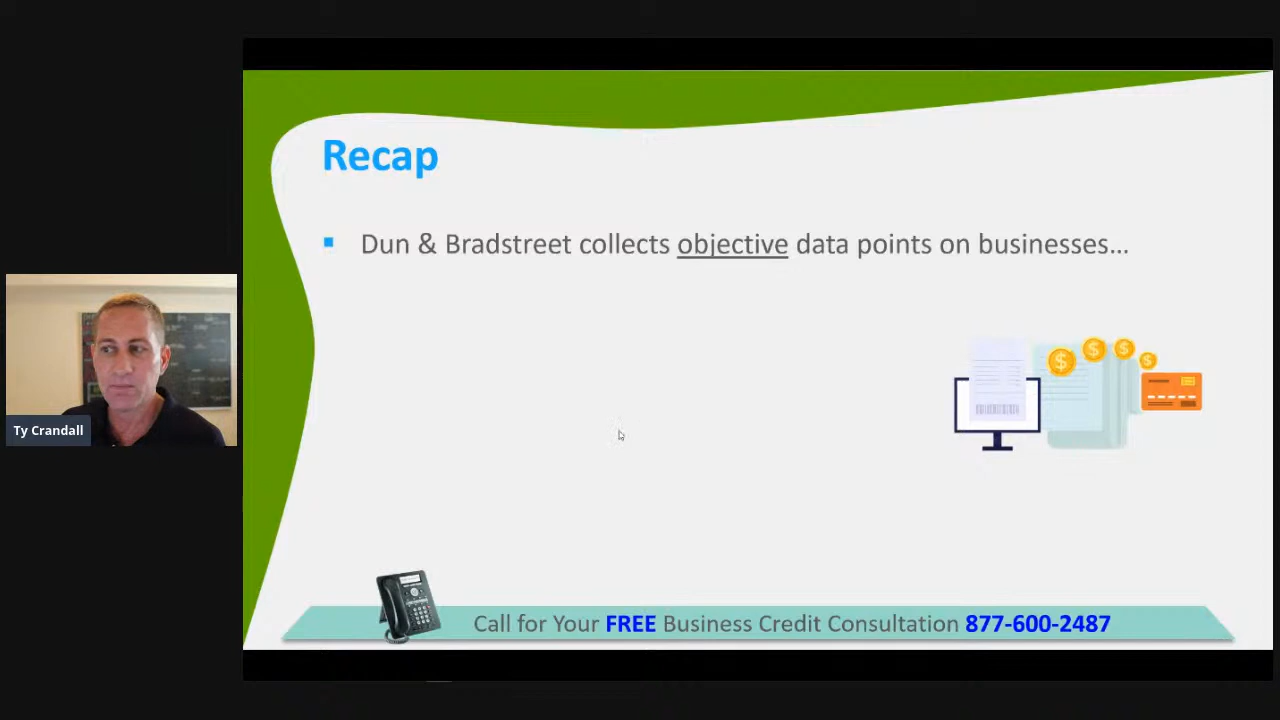 Recap
Dun & Bradstreet collects objective data points on businesses…
Ty Crandall
Call for Your FREE Business Credit Consultation 877-600-2487